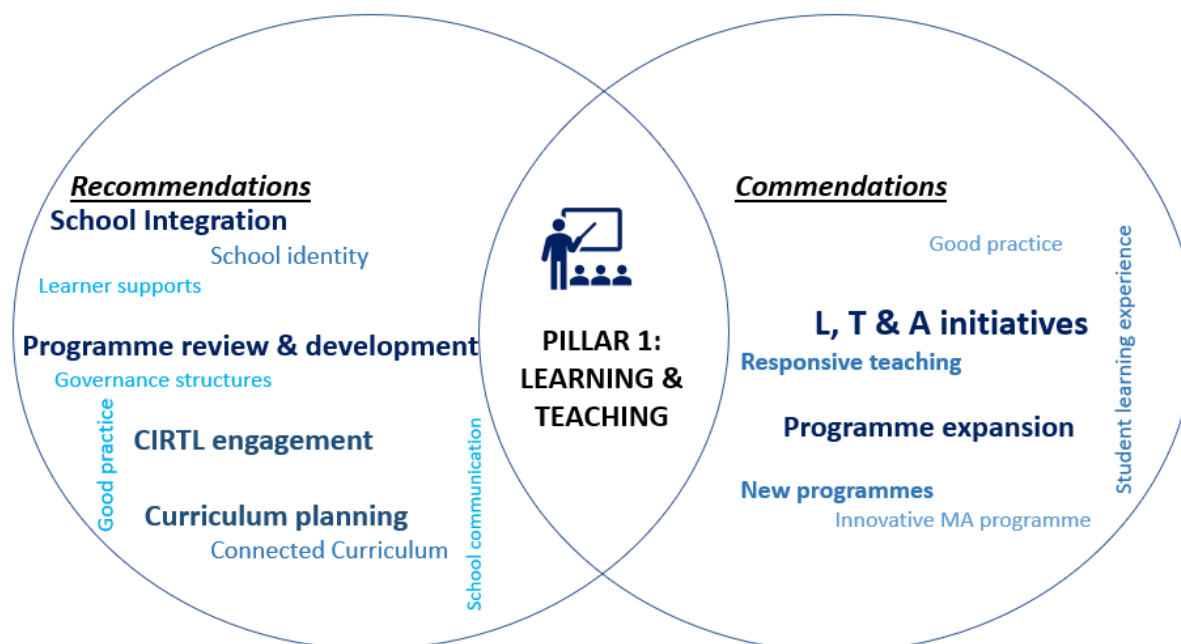 Recommendations
School Integration
School identity
Learner supports
Programme review & development
Governance structures
Good practice
CIRTL engagement
Curriculum planning
Connected Curriculum
School communication
PILLAR 1:
LEARNING &
TEACHING
Commendations
Good practice
L, T & A initiatives
Responsive teaching
Programme expansion
New programmes
Innovative MA programme
Student learning experience